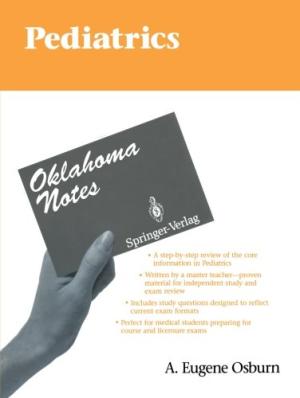 Pediatrics
Oklahoma
Notes
Springer-Verlag
• A step-by-step review of the core
information in Pediatrics
• Written by a master teacher—proven
material for independent study and
exam review
• Includes study questions designed to reflect
current exam formats
• Perfect for medical students preparing for
course and licensure exams
A. Eugene Osburn